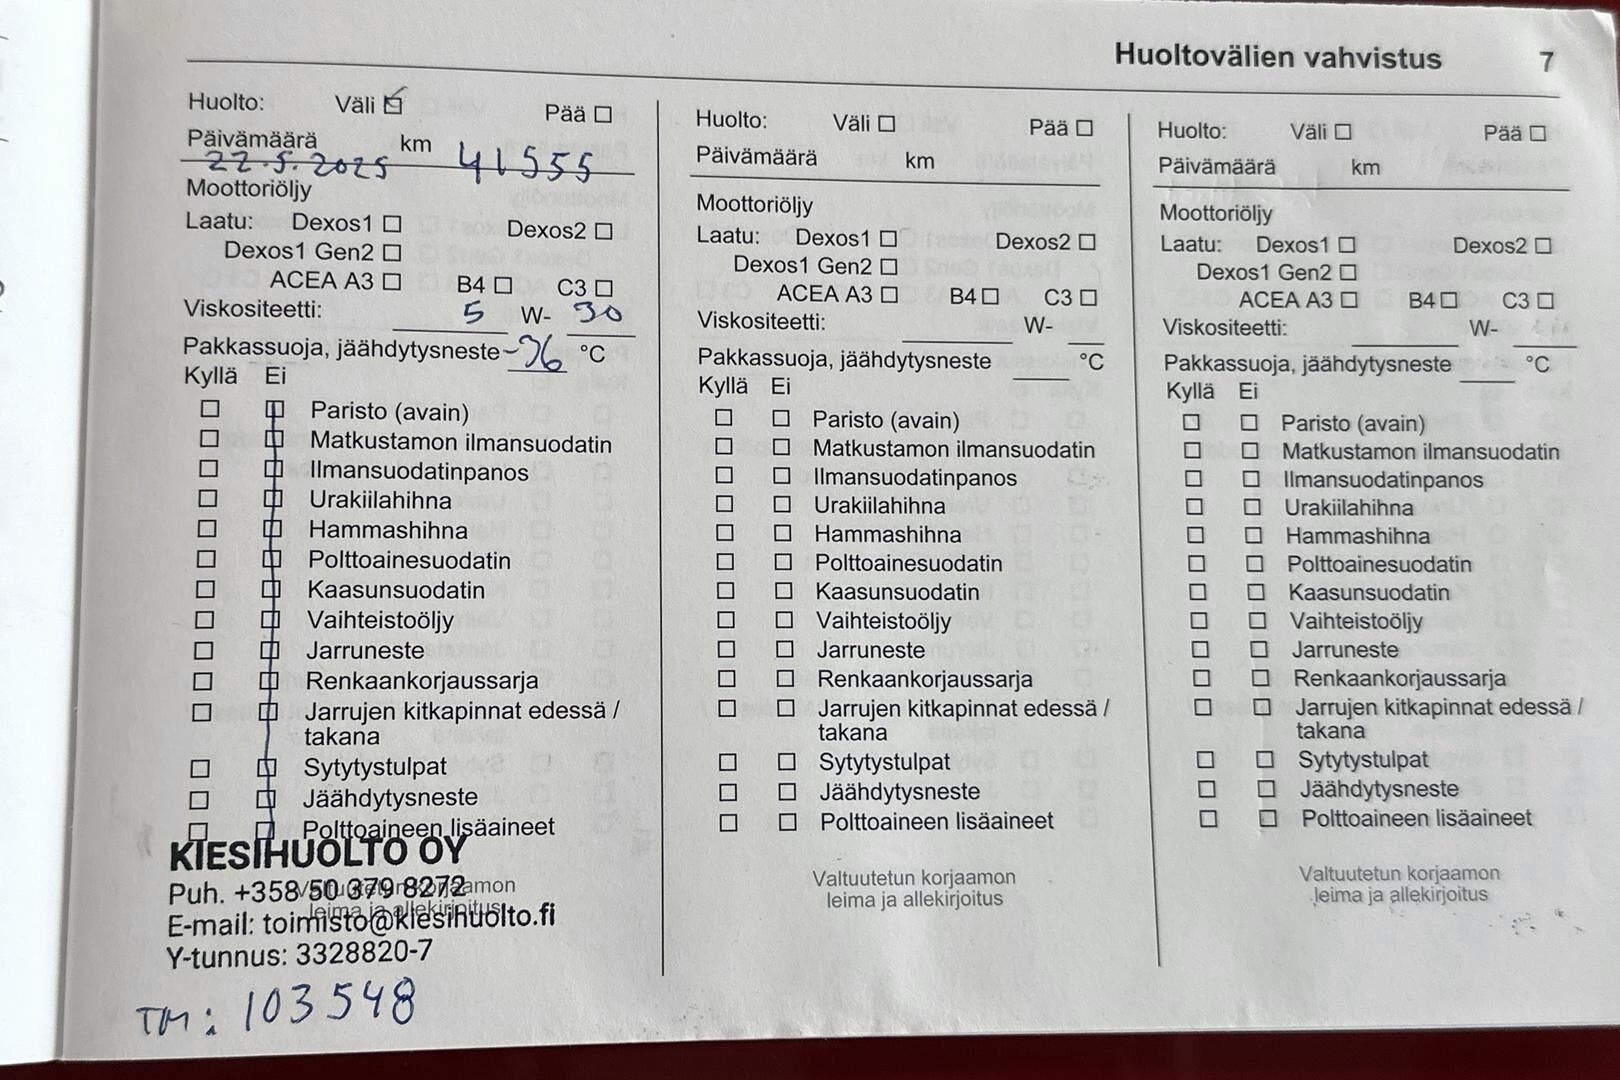 Huoltovälien vahvistus 7
Huolto: Väli ☑ Pää ☐
Päivämäärä km
22.5.2025 41555
Moottoriöljy
Laatu: Dexos1 ☐ Dexos2 ☐
Dexos1 Gen2 ☐
ACEA A3 ☐ B4 ☐ C3 ☐
Viskositeetti: 5 W- 30
Pakkassuoja, jäähdytysneste -36 °C
Kyllä Ei
Paristo (avain)
Matkustamon ilmansuodatin
Ilmansuodatinpanos
Urakiilahihna
Hammashihna
Polttoainesuodatin
Kaasunsuodatin
Vaihteistoöljy
Jarruneste
Renkaankorjaussarja
Jarrujen kitkapinnat edessä /
takana
Sytytystulpat
Jäähdytysneste
Polttoaineen lisäaineet
Valtuutetun korjaamon
leima ja allekirjoitus
KIESIHUOLTO OY
Puh. +358 50 379 8272
E-mail: toimisto@kiesihuolto.fi
Y-tunnus: 3328820-7
TM: 103548
Huolto: Väli ☐ Pää ☐
Päivämäärä km
Moottoriöljy
Laatu: Dexos1 ☐ Dexos2 ☐
Dexos1 Gen2 ☐
ACEA A3 ☐ B4 ☐ C3 ☐
Viskositeetti: W-
Pakkassuoja, jäähdytysneste °C
Kyllä Ei
Paristo (avain)
Matkustamon ilmansuodatin
Ilmansuodatinpanos
Urakiilahihna
Hammashihna
Polttoainesuodatin
Kaasunsuodatin
Vaihteistoöljy
Jarruneste
Renkaankorjaussarja
Jarrujen kitkapinnat edessä /
takana
Sytytystulpat
Jäähdytysneste
Polttoaineen lisäaineet
Valtuutetun korjaamon
leima ja allekirjoitus
Huolto: Väli ☐ Pää ☐
Päivämäärä km
Moottoriöljy
Laatu: Dexos1 ☐ Dexos2 ☐
Dexos1 Gen2 ☐
ACEA A3 ☐ B4 ☐ C3 ☐
Viskositeetti: W-
Pakkassuoja, jäähdytysneste °C
Kyllä Ei
Paristo (avain)
Matkustamon ilmansuodatin
Ilmansuodatinpanos
Urakiilahihna
Hammashihna
Polttoainesuodatin
Kaasunsuodatin
Vaihteistoöljy
Jarruneste
Renkaankorjaussarja
Jarrujen kitkapinnat edessä /
takana
Sytytystulpat
Jäähdytysneste
Polttoaineen lisäaineet
Valtuutetun korjaamon
leima ja allekirjoitus